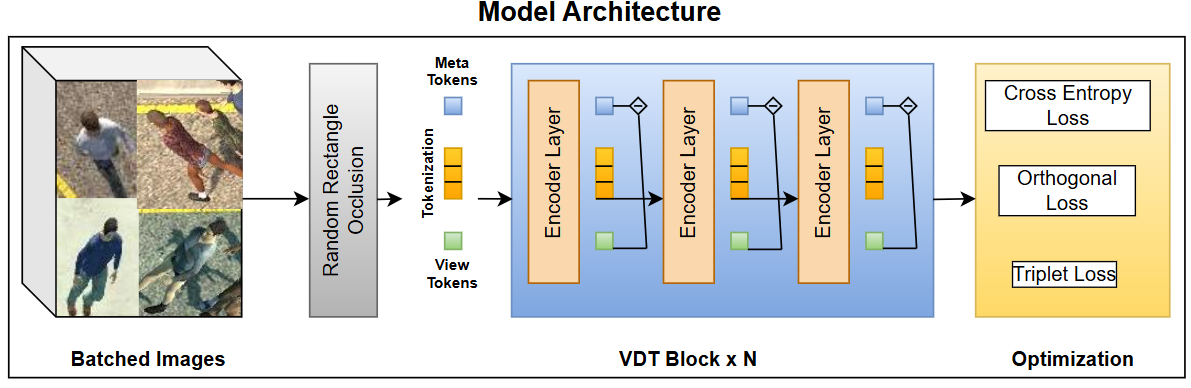 Model Architecture
Batched Images
Random Rectangle
Occlusion
Meta
Tokens
Tokenization
View
Tokens
Encoder Layer
Encoder Layer
Encoder Layer
VDT Block x N
Cross Entropy
Loss
Orthogonal
Loss
Triplet Loss
Optimization